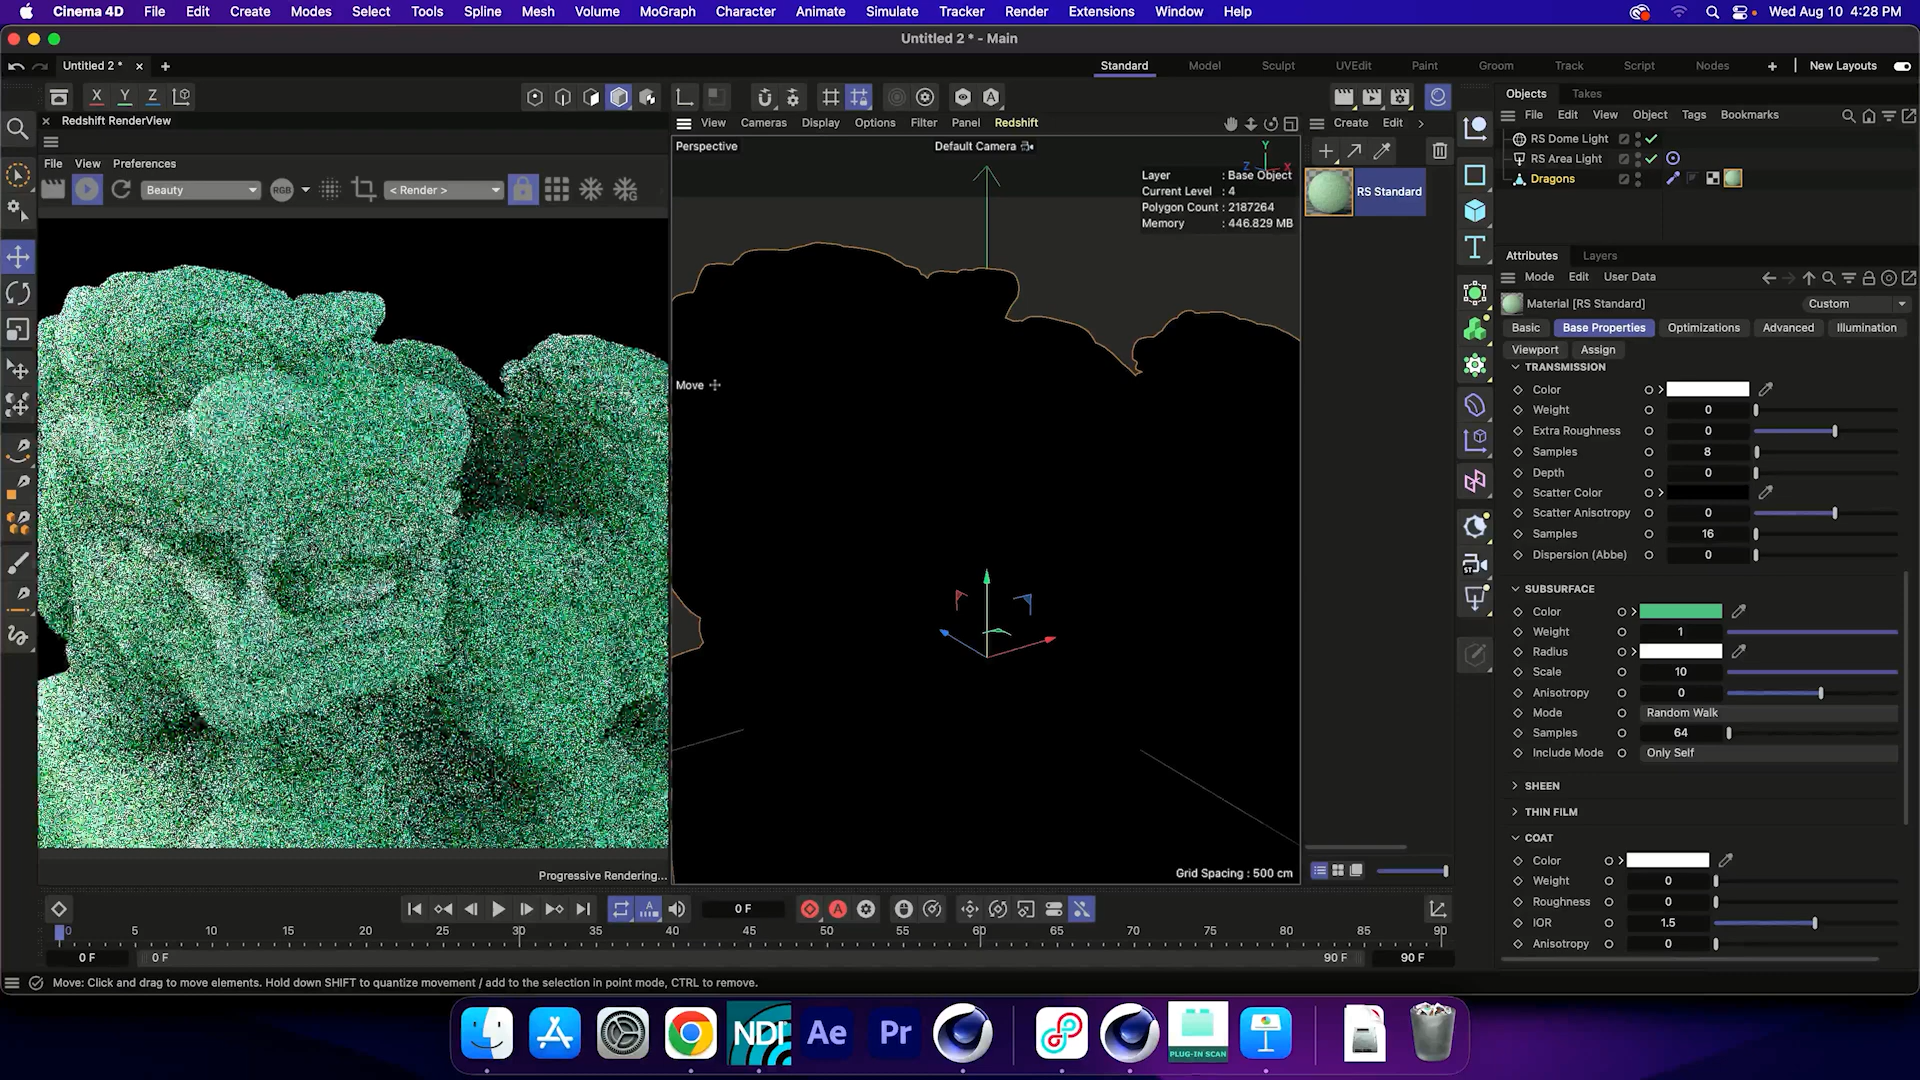 Cinema 4D File Edit Create Modes Select Tools Spline Mesh Volume MoGraph Character Animate Simulate Tracker Render Extensions Window Help Wed Aug 10 4:28 PM
Untitled 2 * - Main
Untitled 2 * Standard Model Sculpt UVEdit Paint Groom Track Script Nodes New Layouts
X Y Z
Redshift RenderView
File View Preferences
Beauty RGB < Render >
Progressive Rendering...
View Cameras Display Options Filter Panel Redshift
Perspective Default Camera
Y
Z X
Layer : Base Object
Current Level : 4
Polygon Count : 2187264
Memory : 446.829 MB
Move
Grid Spacing : 500 cm
Create Edit
RS Standard
Objects Takes
File Edit View Object Tags Bookmarks
RS Dome Light
RS Area Light
Dragons
Attributes Layers
Mode Edit User Data
Material [RS Standard] Custom
Basic Base Properties Optimizations Advanced Illumination
Viewport Assign
TRANSMISSION
Color
Weight 0
Extra Roughness 0
Samples 8
Depth 0
Scatter Color
Scatter Anisotropy 0
Samples 16
Dispersion (Abbe) 0
SUBSURFACE
Color
Weight 1
Radius
Scale 10
Anisotropy 0
Mode Random Walk
Samples 64
Include Mode Only Self
SHEEN
THIN FILM
COAT
Color
Weight 0
Roughness 0
IOR 1.5
Anisotropy 0
0 F
0 5 10 15 20 25 30 35 40 45 50 55 60 65 70 75 80 85 90
0 F 0 F 90 F 90 F
Move: Click and drag to move elements. Hold down SHIFT to quantize movement / add to the selection in point mode, CTRL to remove.
NDI Ae Pr
PLUG-IN SCAN